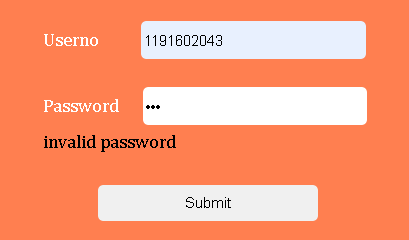 Userno 1191602043
Password •••
invalid password
Submit